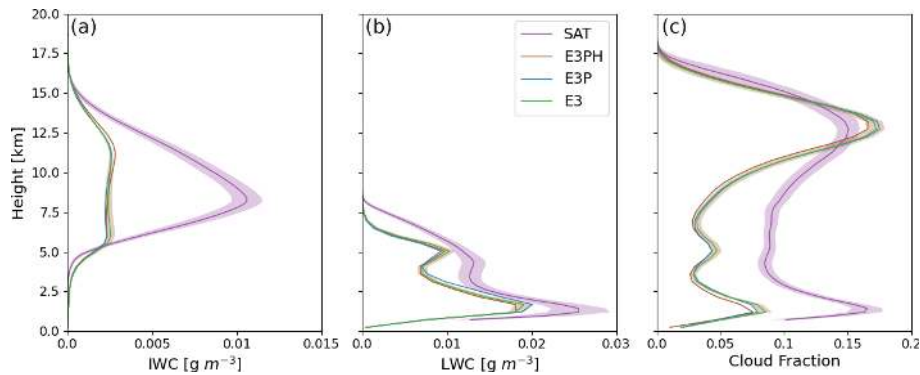 (a)
20.0
17.5
15.0
12.5
10.0
7.5
5.0
2.5
0.0
Height [km]
0.0 0.005 0.010 0.015
IWC [g m⁻³]
(b)
SAT
E3PH
E3P
E3
0.0 0.01 0.02 0.03
LWC [g m⁻³]
(c)
0.0 0.05 0.1 0.15 0.2
Cloud Fraction